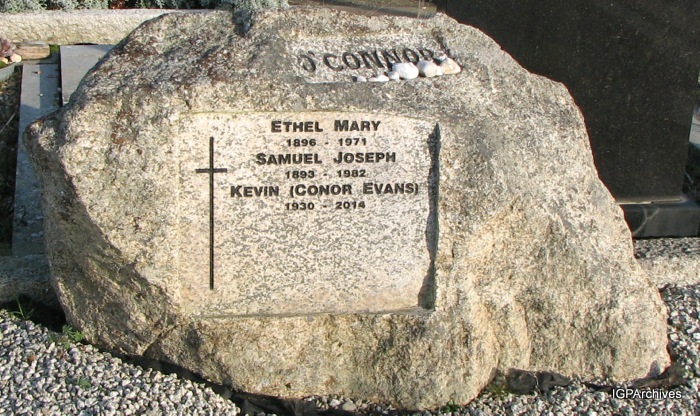 O'CONNOR
ETHEL MARY
1896 - 1971
SAMUEL JOSEPH
1893 - 1982
KEVIN (CONOR EVANS)
1930 - 2014
IGPArchives